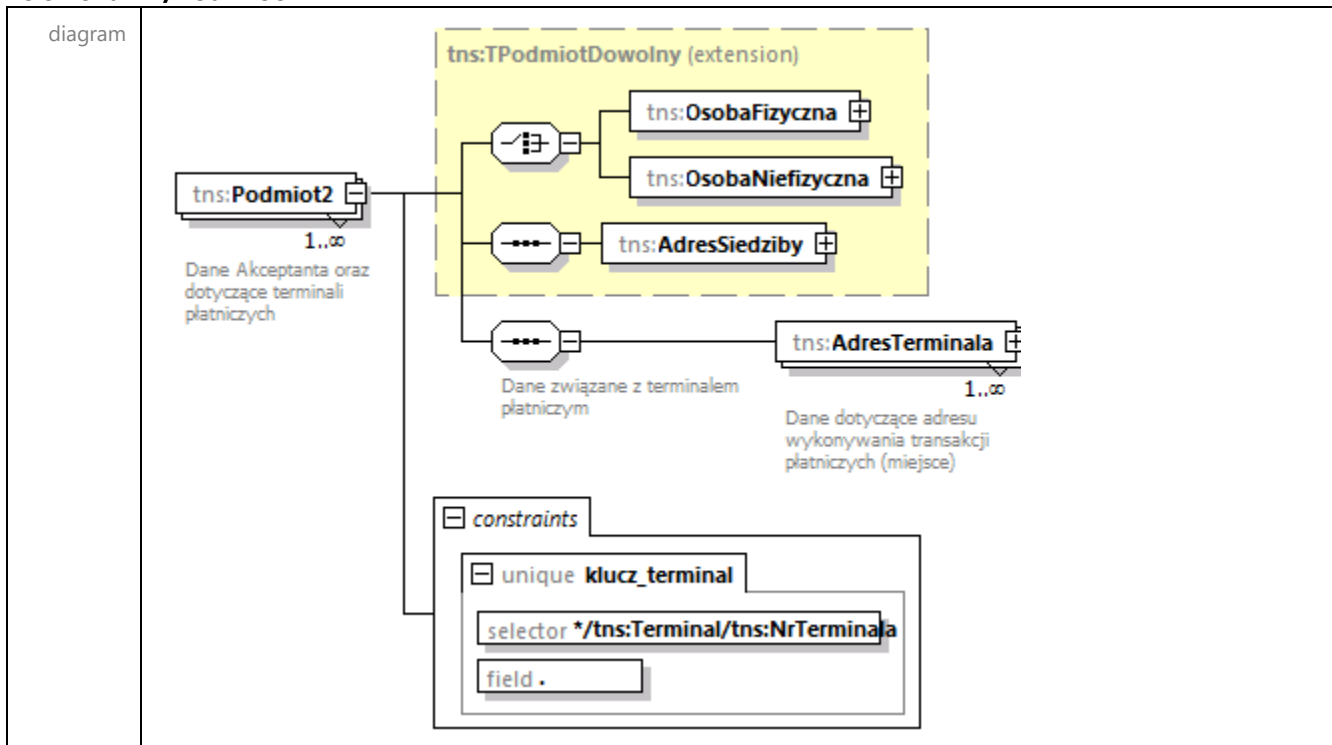 diagram
tns:TPodmiotDowolny (extension)
tns:OsobaFizyczna
tns:OsobaNiefizyczna
tns:Podmiot2
1..∞
Dane Akceptanta oraz
dotyczące terminali
płatniczych
tns:AdresSiedziby
tns:AdresTerminala
1..∞
Dane związane z terminalem
płatniczym
Dane dotyczące adresu
wykonywania transakcji
płatniczych (miejsce)
constraints
unique klucz_terminal
selector */tns:Terminal/tns:NrTerminala
field .